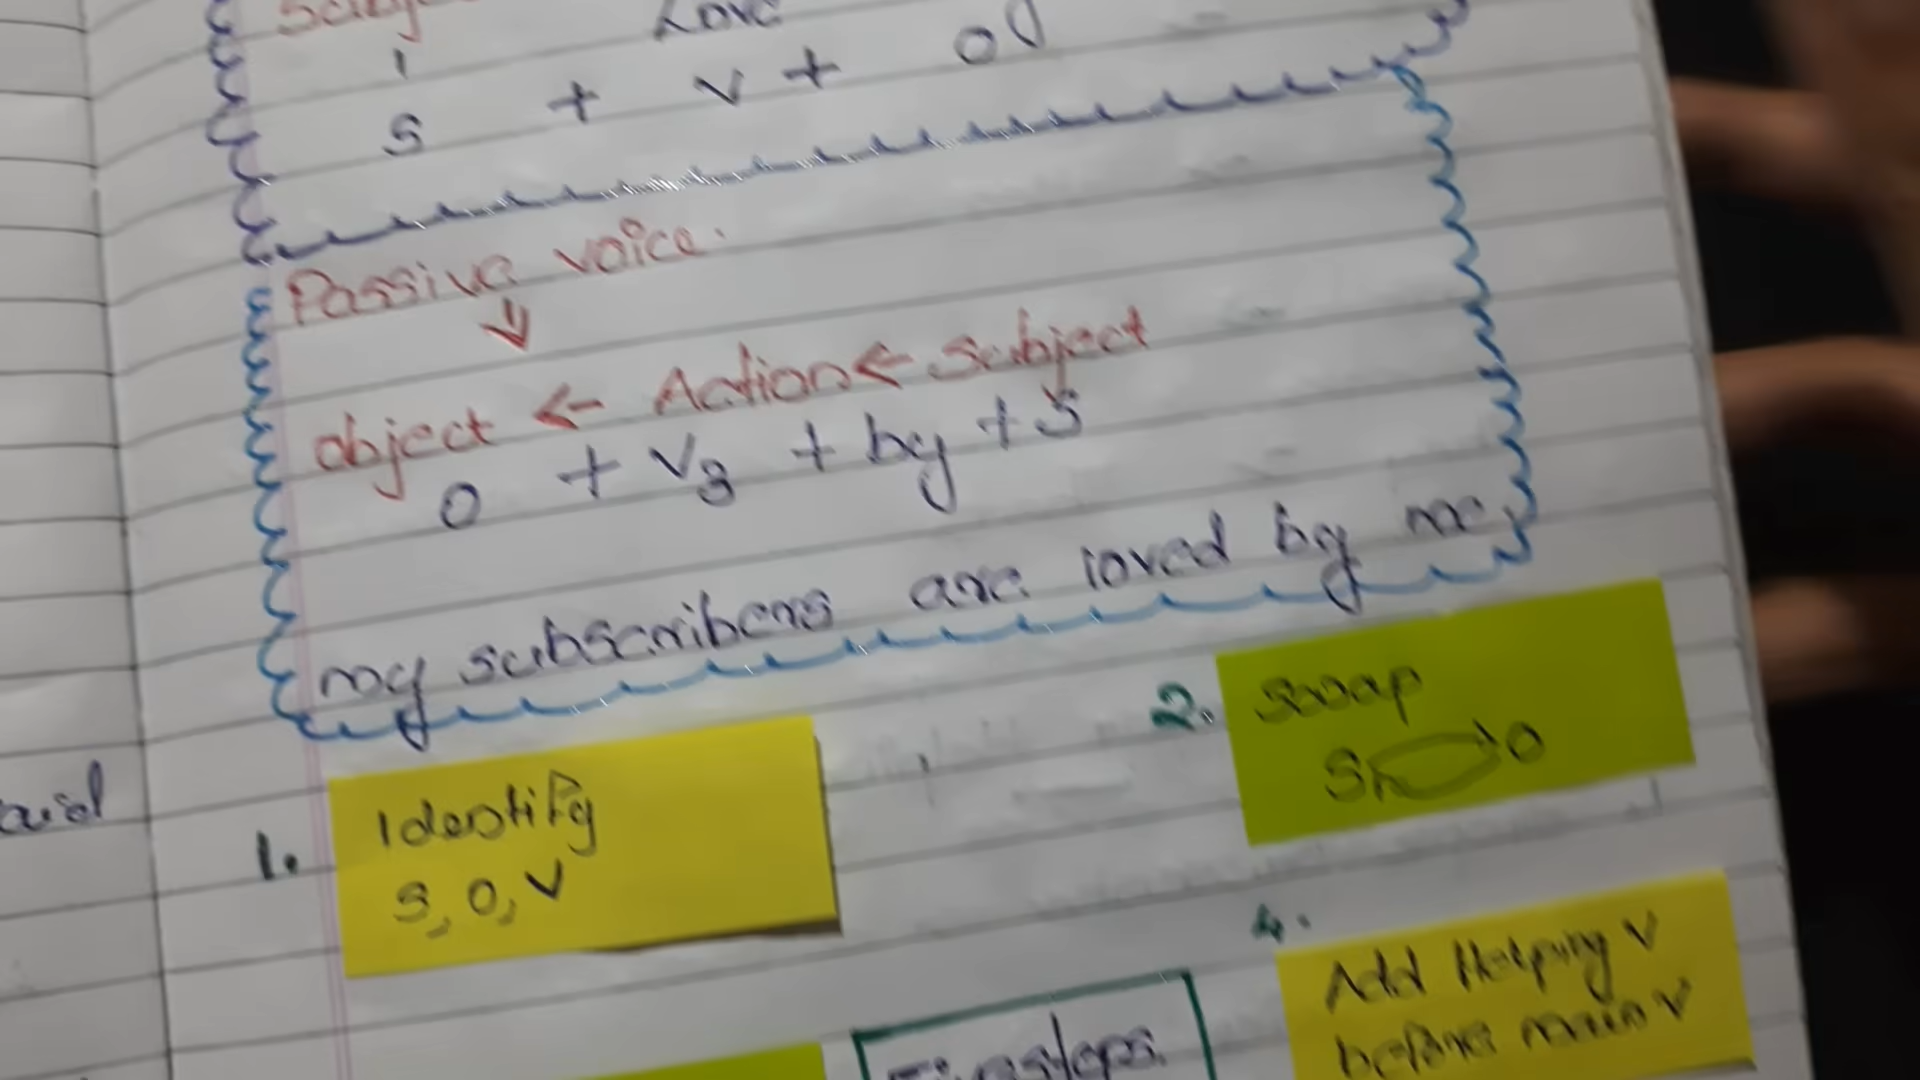 Love
S + V +
Passive voice.
object ← Action ← Subject
O + V3 + by + S
my subscribers are loved by me
1. Identify
S, O, V
2. Swap
S O
4. Add Helping V
before main V